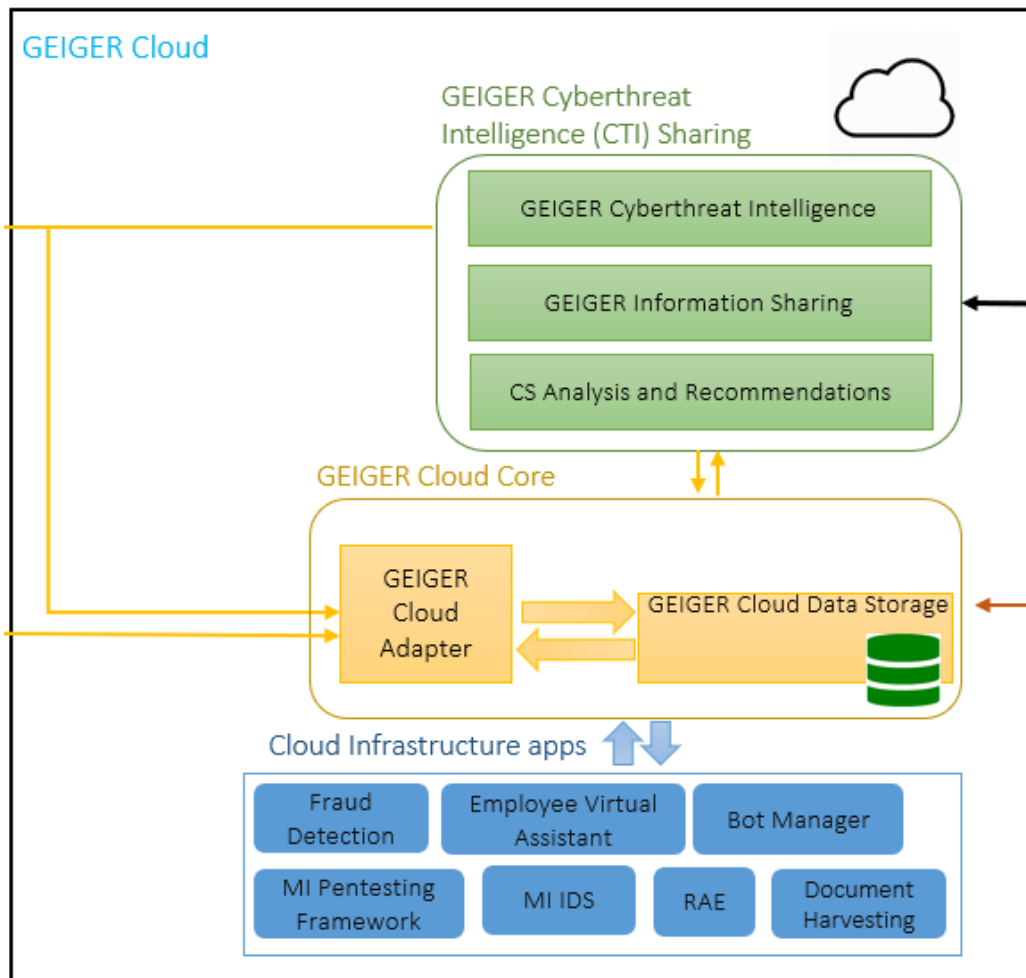 GEIGER Cloud
GEIGER Cyberthreat
Intelligence (CTI) Sharing
GEIGER Cyberthreat Intelligence
GEIGER Information Sharing
CS Analysis and Recommendations
GEIGER Cloud Core
GEIGER
Cloud
Adapter
GEIGER Cloud Data Storage
Cloud Infrastructure apps
Fraud
Detection
Employee Virtual
Assistant
Bot Manager
MI Pentesting
Framework
MI IDS
RAE
Document
Harvesting